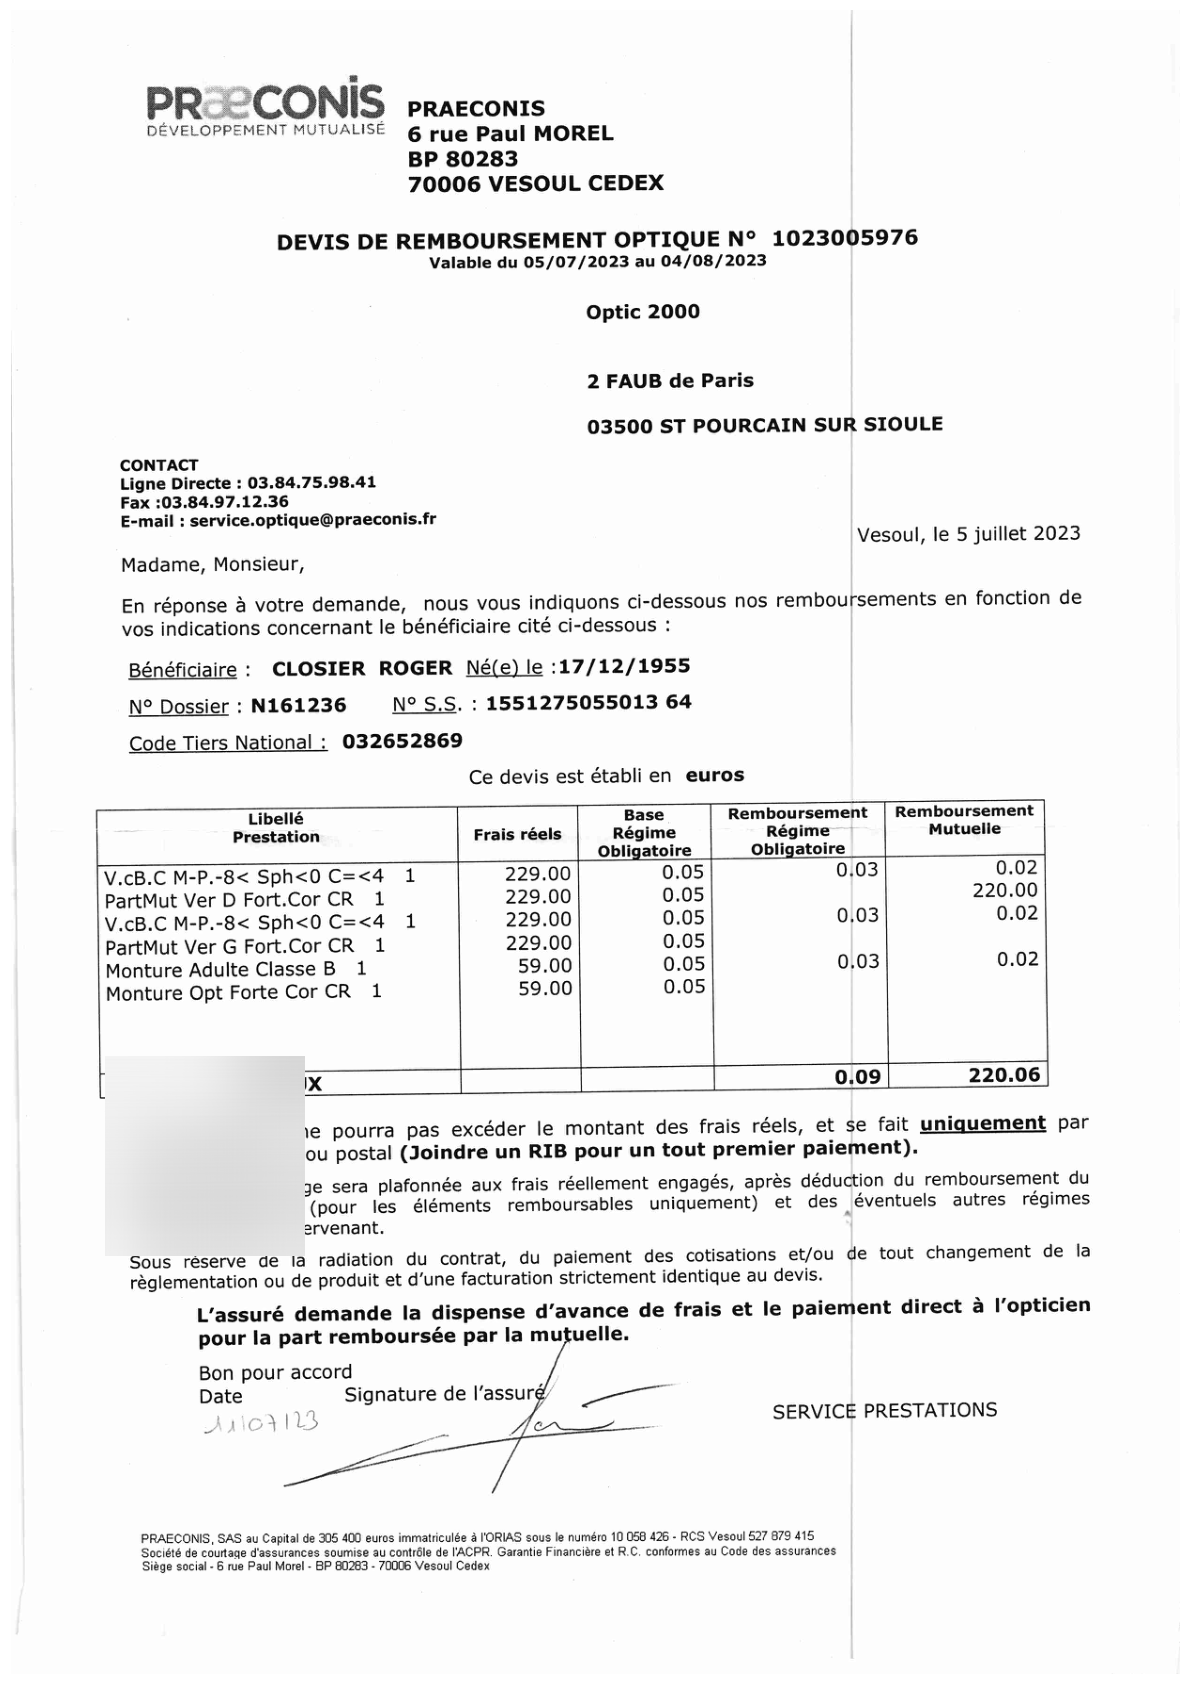 PRæCONiS
DÉVELOPPEMENT MUTUALISÉ
PRAECONIS
6 rue Paul MOREL
BP 80283
70006 VESOUL CEDEX
DEVIS DE REMBOURSEMENT OPTIQUE N° 1023005976
Valable du 05/07/2023 au 04/08/2023
Optic 2000
2 FAUB de Paris
03500 ST POURCAIN SUR SIOULE
CONTACT
Ligne Directe : 03.84.75.98.41
Fax :03.84.97.12.36
E-mail : service.optique@praeconis.fr
Vesoul, le 5 juillet 2023
Madame, Monsieur,
En réponse à votre demande, nous vous indiquons ci-dessous nos remboursements en fonction de
vos indications concernant le bénéficiaire cité ci-dessous :
Bénéficiaire : CLOSIER ROGER Né(e) le :17/12/1955
N° Dossier : N161236 N° S.S. : 1551275055013 64
Code Tiers National : 032652869
Ce devis est établi en euros
Libellé Prestation Frais réels Base Régime Obligatoire Remboursement Régime Obligatoire Remboursement Mutuelle
V.cB.C M-P.-8< Sph<0 C=<4 1 229.00 0.05 0.03 0.02
PartMut Ver D Fort.Cor CR 1 229.00 0.05 220.00
V.cB.C M-P.-8< Sph<0 C=<4 1 229.00 0.05 0.03 0.02
PartMut Ver G Fort.Cor CR 1 229.00 0.05
Monture Adulte Classe B 1 59.00 0.05 0.03 0.02
Monture Opt Forte Cor CR 1 59.00 0.05
UX 0.09 220.06
ne pourra pas excéder le montant des frais réels, et se fait uniquement par
ou postal (Joindre un RIB pour un tout premier paiement).
ge sera plafonnée aux frais réellement engagés, après déduction du remboursement du
(pour les éléments remboursables uniquement) et des éventuels autres régimes
ervenant.
Sous réserve de la radiation du contrat, du paiement des cotisations et/ou de tout changement de la
règlementation ou de produit et d'une facturation strictement identique au devis.
L'assuré demande la dispense d'avance de frais et le paiement direct à l'opticien
pour la part remboursée par la mutuelle.
Bon pour accord
Date Signature de l'assuré
11/07/23
SERVICE PRESTATIONS
PRAECONIS, SAS au Capital de 305 400 euros immatriculée à l'ORIAS sous le numéro 10 058 426 - RCS Vesoul 527 879 415
Société de courtage d'assurances soumise au contrôle de l'ACPR. Garantie Financière et R.C. conformes au Code des assurances
Siège social - 6 rue Paul Morel - BP 80283 - 70006 Vesoul Cedex